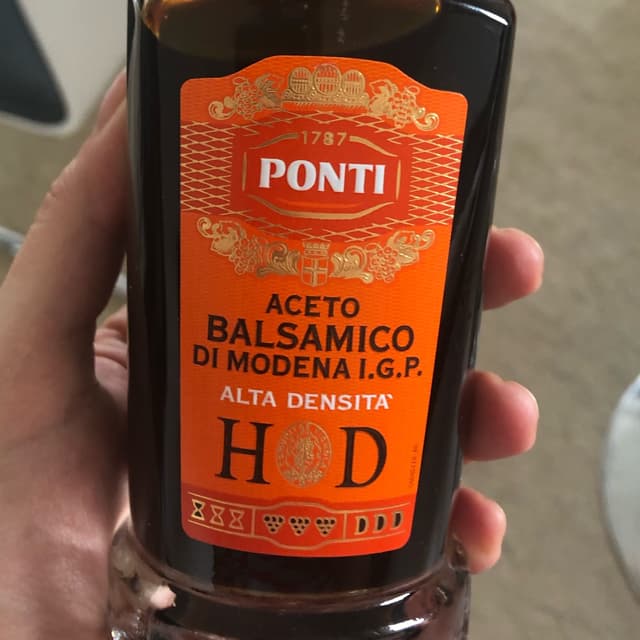 1787
PONTI
ACETO
BALSAMICO
DI MODENA I.G.P.
ALTA DENSITA`
H D
D D D